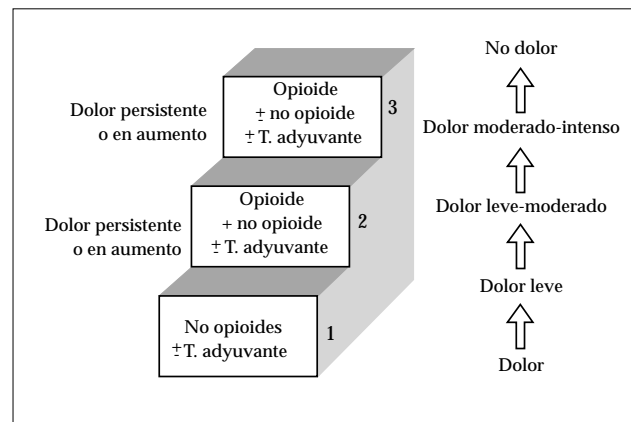 No dolor
Opioide
± no opioide
± T. adyuvante
3
Dolor persistente
o en aumento
Dolor moderado-intenso
Opioide
+ no opioide
± T. adyuvante
2
Dolor persistente
o en aumento
Dolor leve-moderado
Dolor leve
No opioides
± T. adyuvante
1
Dolor